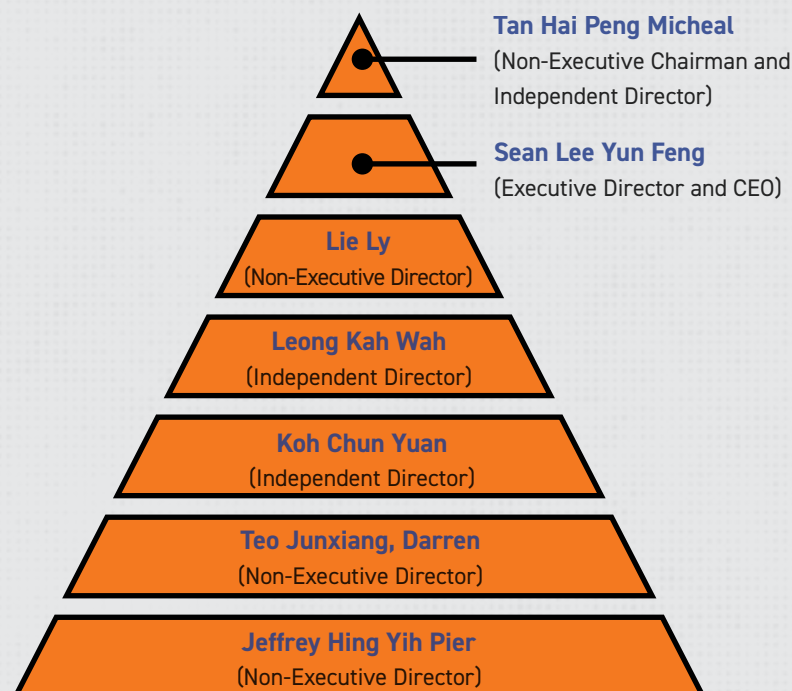 Tan Hai Peng Micheal
(Non-Executive Chairman and
Independent Director)
Sean Lee Yun Feng
(Executive Director and CEO)
Lie Ly
(Non-Executive Director)
Leong Kah Wah
(Independent Director)
Koh Chun Yuan
(Independent Director)
Teo Junxiang, Darren
(Non-Executive Director)
Jeffrey Hing Yih Pier
(Non-Executive Director)